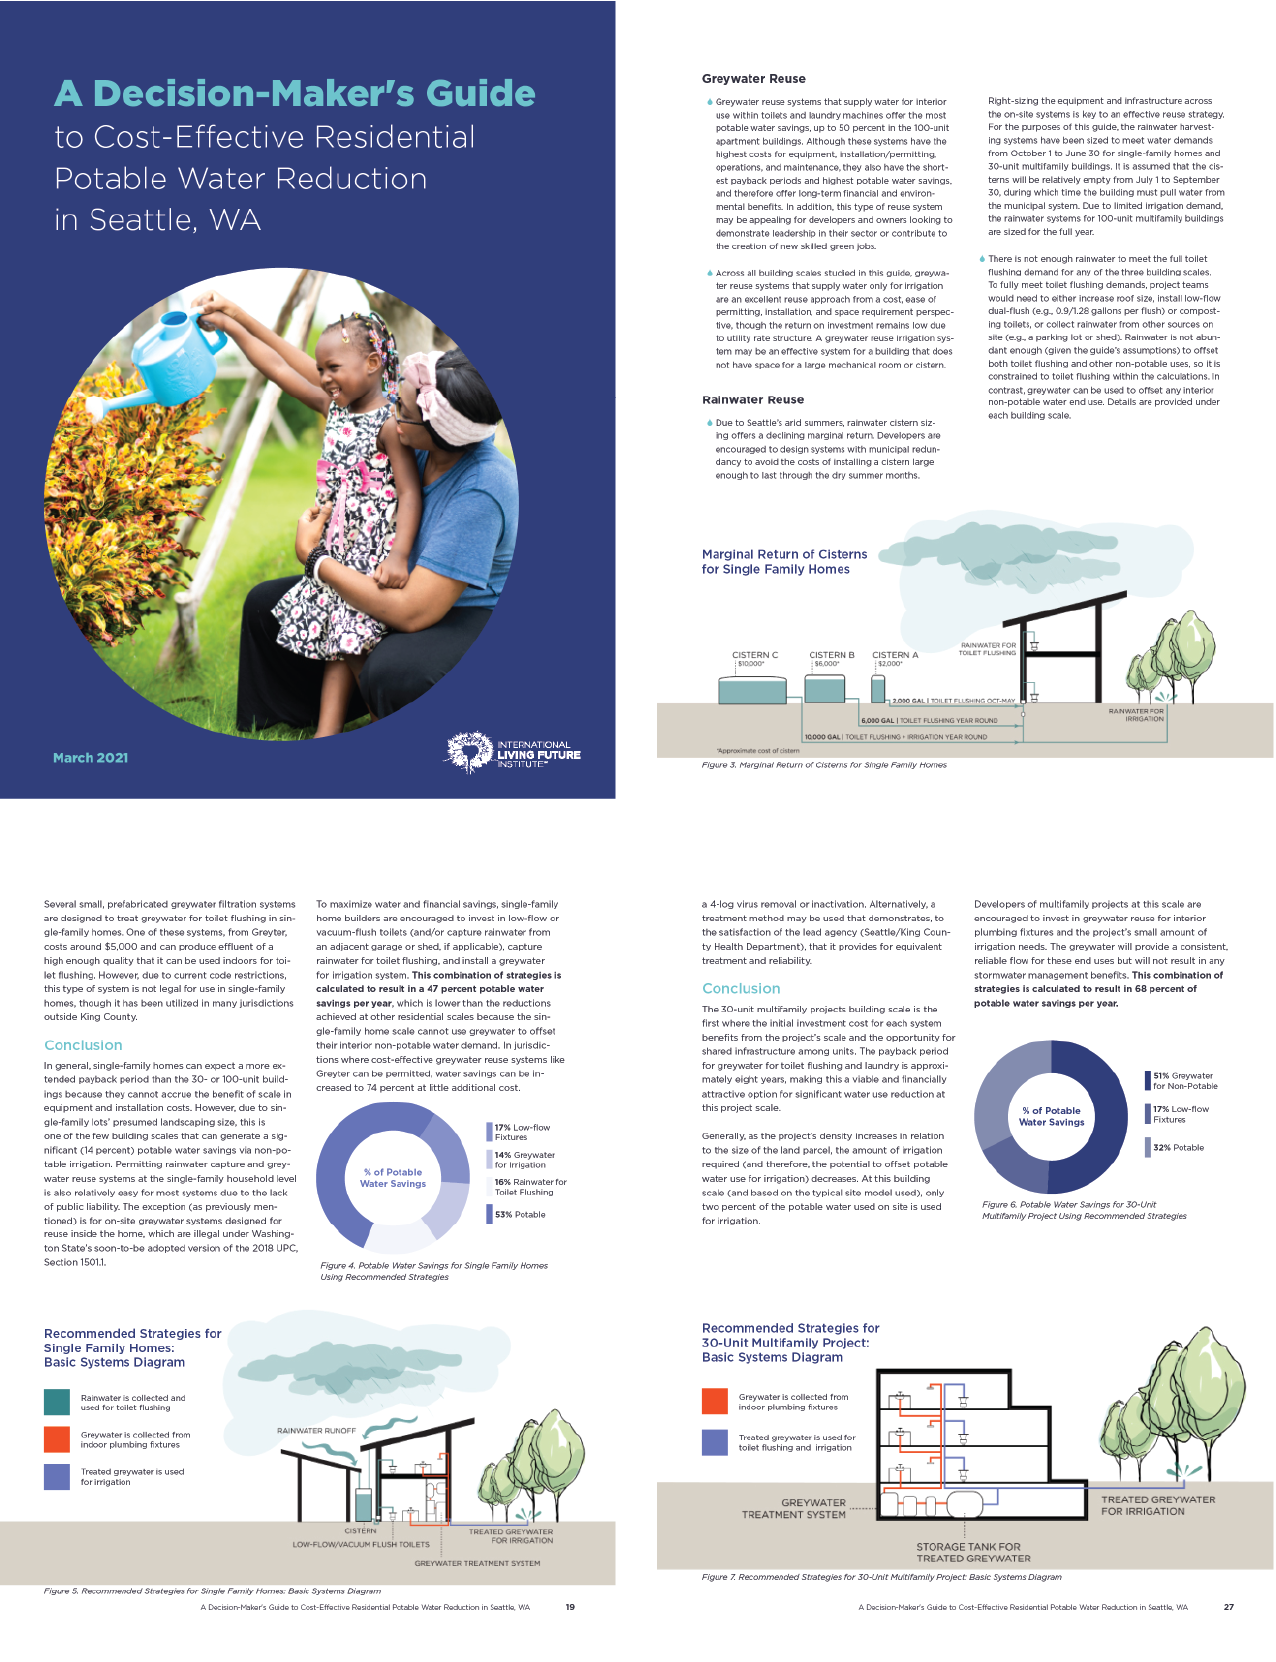 A Decision-Maker's Guide
to Cost-Effective Residential
Potable Water Reduction
in Seattle, WA
March 2021
INTERNATIONAL
LIVING FUTURE
INSTITUTE℠
Greywater Reuse
Greywater reuse systems that supply water for interior
use within toilets and laundry machines offer the most
potable water savings, up to 50 percent in the 100-unit
apartment buildings. Although these systems have the
highest costs for equipment, installation/permitting,
operations, and maintenance, they also have the short-
est payback periods and highest potable water savings,
and therefore offer long-term financial and environ-
mental benefits. In addition, this type of reuse system
may be appealing for developers and owners looking to
demonstrate leadership in their sector or contribute to
the creation of new skilled green jobs.
Across all building scales studied in this guide, greywa-
ter reuse systems that supply water only for irrigation
are an excellent reuse approach from a cost, ease of
permitting, installation, and space requirement perspec-
tive, though the return on investment remains low due
to utility rate structure. A greywater reuse irrigation sys-
tem may be an effective system for a building that does
not have space for a large mechanical room or cistern.
Rainwater Reuse
Due to Seattle's arid summers, rainwater cistern siz-
ing offers a declining marginal return. Developers are
encouraged to design systems with municipal redun-
dancy to avoid the costs of installing a cistern large
enough to last through the dry summer months.
Right-sizing the equipment and infrastructure across
the on-site systems is key to an effective reuse strategy.
For the purposes of this guide, the rainwater harvest-
ing systems have been sized to meet water demands
from October 1 to June 30 for single-family homes and
30-unit multifamily buildings. It is assumed that the cis-
terns will be relatively empty from July 1 to September
30, during which time the building must pull water from
the municipal system. Due to limited irrigation demand,
the rainwater systems for 100-unit multifamily buildings
are sized for the full year.
There is not enough rainwater to meet the full toilet
flushing demand for any of the three building scales.
To fully meet toilet flushing demands, project teams
would need to either increase roof size, install low-flow
dual-flush (e.g., 0.9/1.28 gallons per flush) or compost-
ing toilets, or collect rainwater from other sources on
site (e.g., a parking lot or shed). Rainwater is not abun-
dant enough (given the guide's assumptions) to offset
both toilet flushing and other non-potable uses, so it is
constrained to toilet flushing within the calculations. In
contrast, greywater can be used to offset any interior
non-potable water end use. Details are provided under
each building scale.
Marginal Return of Cisterns
for Single Family Homes
CISTERN C
$10,000*
CISTERN B
$6,000*
CISTERN A
$2,000*
RAINWATER FOR
TOILET FLUSHING
2,000 GAL | TOILET FLUSHING OCT-MAY
6,000 GAL | TOILET FLUSHING YEAR ROUND
10,000 GAL | TOILET FLUSHING + IRRIGATION YEAR ROUND
RAINWATER FOR
IRRIGATION
*Approximate cost of cistern
Figure 3. Marginal Return of Cisterns for Single Family Homes
Several small, prefabricated greywater filtration systems
are designed to treat greywater for toilet flushing in sin-
gle-family homes. One of these systems, from Greyter,
costs around $5,000 and can produce effluent of a
high enough quality that it can be used indoors for toi-
let flushing. However, due to current code restrictions,
this type of system is not legal for use in single-family
homes, though it has been utilized in many jurisdictions
outside King County.
Conclusion
In general, single-family homes can expect a more ex-
tended payback period than the 30- or 100-unit build-
ings because they cannot accrue the benefit of scale in
equipment and installation costs. However, due to sin-
gle-family lots' presumed landscaping size, this is
one of the few building scales that can generate a sig-
nificant (14 percent) potable water savings via non-po-
table irrigation. Permitting rainwater capture and grey-
water reuse systems at the single-family household level
is also relatively easy for most systems due to the lack
of public liability. The exception (as previously men-
tioned) is for on-site greywater systems designed for
reuse inside the home, which are illegal under Washing-
ton State's soon-to-be adopted version of the 2018 UPC,
Section 1501.1.
To maximize water and financial savings, single-family
home builders are encouraged to invest in low-flow or
vacuum-flush toilets (and/or capture rainwater from
an adjacent garage or shed, if applicable), capture
rainwater for toilet flushing, and install a greywater
for irrigation system. This combination of strategies is
calculated to result in a 47 percent potable water
savings per year, which is lower than the reductions
achieved at other residential scales because the sin-
gle-family home scale cannot use greywater to offset
their interior non-potable water demand. In jurisdic-
tions where cost-effective greywater reuse systems like
Greyter can be permitted, water savings can be in-
creased to 74 percent at little additional cost.
% of Potable
Water Savings
17% Low-flow
Fixtures
14% Greywater
for Irrigation
16% Rainwater for
Toilet Flushing
53% Potable
Figure 4. Potable Water Savings for Single Family Homes
Using Recommended Strategies
Recommended Strategies for
Single Family Homes:
Basic Systems Diagram
Rainwater is collected and
used for toilet flushing
Greywater is collected from
indoor plumbing fixtures
Treated greywater is used
for irrigation
RAINWATER RUNOFF
CISTERN
LOW-FLOW/VACUUM FLUSH TOILETS
TREATED GREYWATER
FOR IRRIGATION
GREYWATER TREATMENT SYSTEM
Figure 5. Recommended Strategies for Single Family Homes: Basic Systems Diagram
A Decision-Maker's Guide to Cost-Effective Residential Potable Water Reduction in Seattle, WA 19
a 4-log virus removal or inactivation. Alternatively, a
treatment method may be used that demonstrates, to
the satisfaction of the lead agency (Seattle/King Coun-
ty Health Department), that it provides for equivalent
treatment and reliability.
Conclusion
The 30-unit multifamily projects building scale is the
first where the initial investment cost for each system
benefits from the project's scale and the opportunity for
shared infrastructure among units. The payback period
for greywater for toilet flushing and laundry is approxi-
mately eight years, making this a viable and financially
attractive option for significant water use reduction at
this project scale.
Generally, as the project's density increases in relation
to the size of the land parcel, the amount of irrigation
required (and therefore, the potential to offset potable
water use for irrigation) decreases. At this building
scale (and based on the typical site model used), only
two percent of the potable water used on site is used
for irrigation.
Developers of multifamily projects at this scale are
encouraged to invest in greywater reuse for interior
plumbing fixtures and the project's small amount of
irrigation needs. The greywater will provide a consistent,
reliable flow for these end uses but will not result in any
stormwater management benefits. This combination of
strategies is calculated to result in 68 percent of
potable water savings per year.
% of Potable
Water Savings
51% Greywater
for Non-Potable
17% Low-flow
Fixtures
32% Potable
Figure 6. Potable Water Savings for 30-Unit
Multifamily Project Using Recommended Strategies
Recommended Strategies for
30-Unit Multifamily Project:
Basic Systems Diagram
Greywater is collected from
indoor plumbing fixtures
Treated greywater is used for
toilet flushing and irrigation
GREYWATER
TREATMENT SYSTEM
TREATED GREYWATER
FOR IRRIGATION
STORAGE TANK FOR
TREATED GREYWATER
Figure 7. Recommended Strategies for 30-Unit Multifamily Project: Basic Systems Diagram
A Decision-Maker's Guide to Cost-Effective Residential Potable Water Reduction in Seattle, WA 27